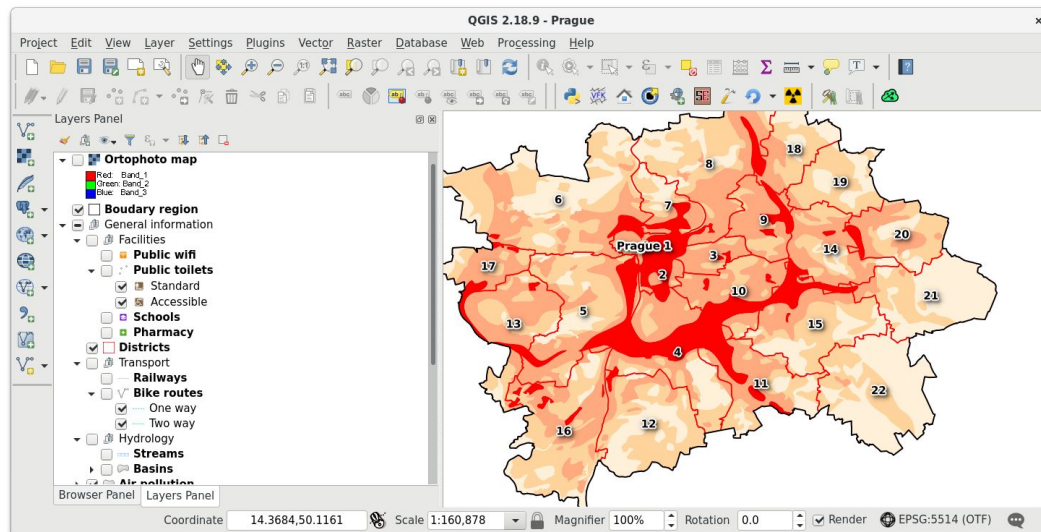 QGIS 2.18.9 - Prague
Project Edit View Layer Settings Plugins Vector Raster Database Web Processing Help
Layers Panel
Ortophoto map
Red: Band_1
Green: Band_2
Blue: Band_3
Boudary region
General information
Facilities
Public wifi
Public toilets
Standard
Accessible
Schools
Pharmacy
Districts
Transport
Railways
Bike routes
One way
Two way
Hydrology
Streams
Basins
Air pollution
Browser Panel Layers Panel
8
18
19
6
7
9
20
Prague 1
3
14
17
2
10
21
13
5
15
4
11
22
12
16
Coordinate 14.3684,50.1161 Scale 1:160,878 Magnifier 100% Rotation 0.0 Render EPSG:5514 (OTF)